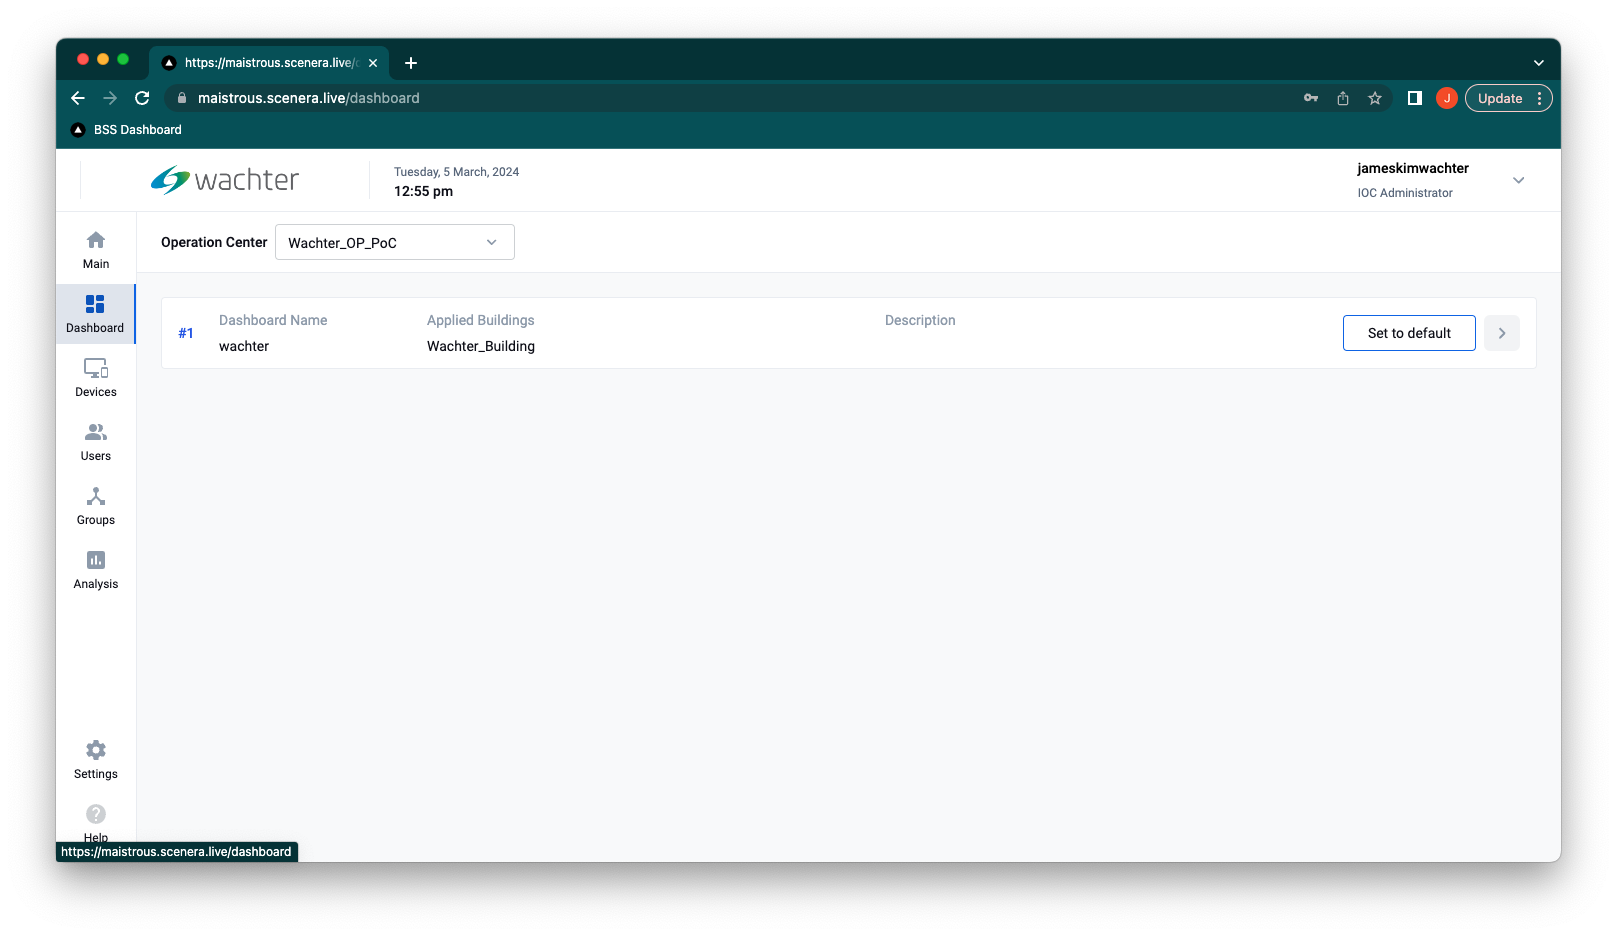 https://maistrous.scenera.live/
maistrous.scenera.live/dashboard
J
Update
BSS Dashboard
wachter
Tuesday, 5 March, 2024
12:55 pm
jameskimwachter
IOC Administrator
Operation Center
Wachter_OP_PoC
Main
Dashboard
Devices
Users
Groups
Analysis
Settings
Help
#1
Dashboard Name
wachter
Applied Buildings
Wachter_Building
Description
Set to default
https://maistrous.scenera.live/dashboard